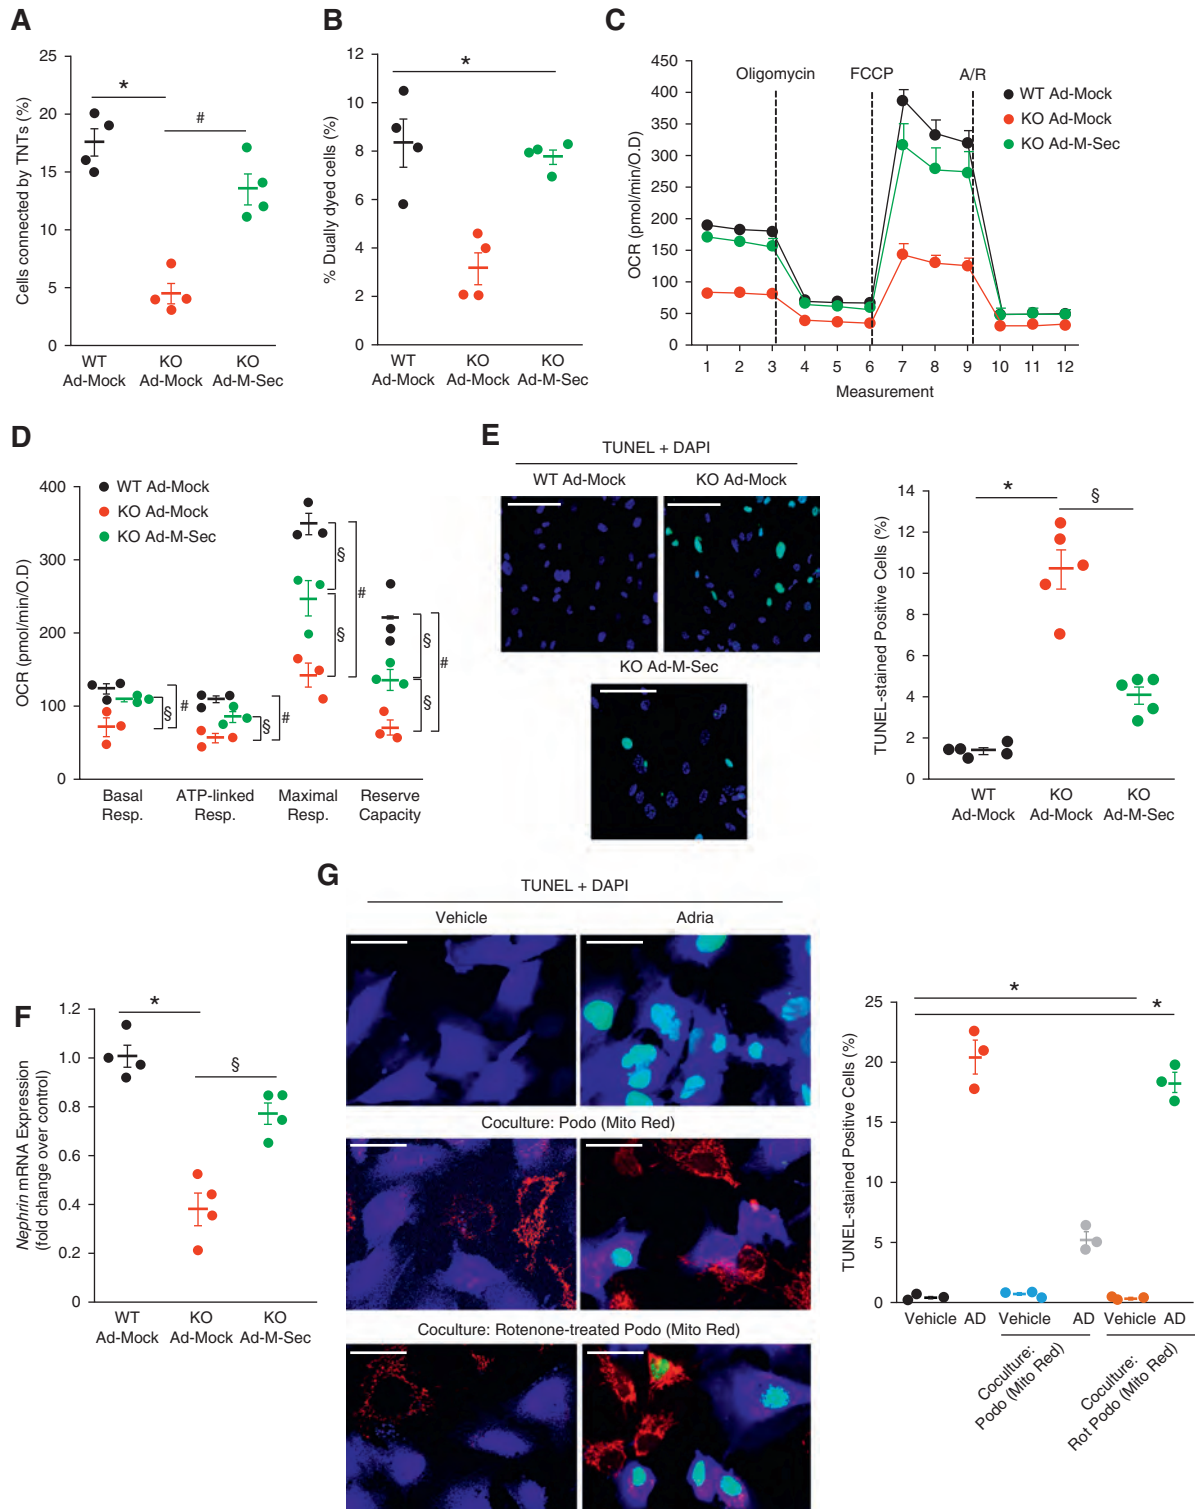 A
Cells connected by TNTs (%)
25
20
15
10
5
0
*
#
WT
Ad-Mock
KO
Ad-Mock
KO
Ad-M-Sec
B
% Dually dyed cells (%)
12
10
8
6
4
2
0
*
WT
Ad-Mock
KO
Ad-Mock
KO
Ad-M-Sec
C
OCR (pmol/min/O.D)
450
400
350
300
250
200
150
100
50
0
Oligomycin
FCCP
A/R
WT Ad-Mock
KO Ad-Mock
KO Ad-M-Sec
1 2 3 4 5 6 7 8 9 10 11 12
Measurement
D
OCR (pmol/min/O.D)
400
300
200
100
0
WT Ad-Mock
KO Ad-Mock
KO Ad-M-Sec
§ #
§ #
§
§
#
§
§
#
Basal
Resp.
ATP-linked
Resp.
Maximal
Resp.
Reserve
Capacity
E
TUNEL + DAPI
WT Ad-Mock
KO Ad-Mock
KO Ad-M-Sec
TUNEL-stained Positive Cells (%)
14
12
10
8
6
4
2
0
*
§
WT
Ad-Mock
KO
Ad-Mock
KO
Ad-M-Sec
F
Nephrin mRNA Expression
(fold change over control)
1.2
1.0
0.8
0.6
0.4
0.2
0
*
§
WT
Ad-Mock
KO
Ad-Mock
KO
Ad-M-Sec
G
TUNEL + DAPI
Vehicle
Adria
Coculture: Podo (Mito Red)
Coculture: Rotenone-treated Podo (Mito Red)
TUNEL-stained Positive Cells (%)
25
20
15
10
5
0
*
*
Vehicle AD Vehicle AD Vehicle AD
Coculture:
Podo (Mito Red)
Coculture:
Rot Podo (Mito Red)